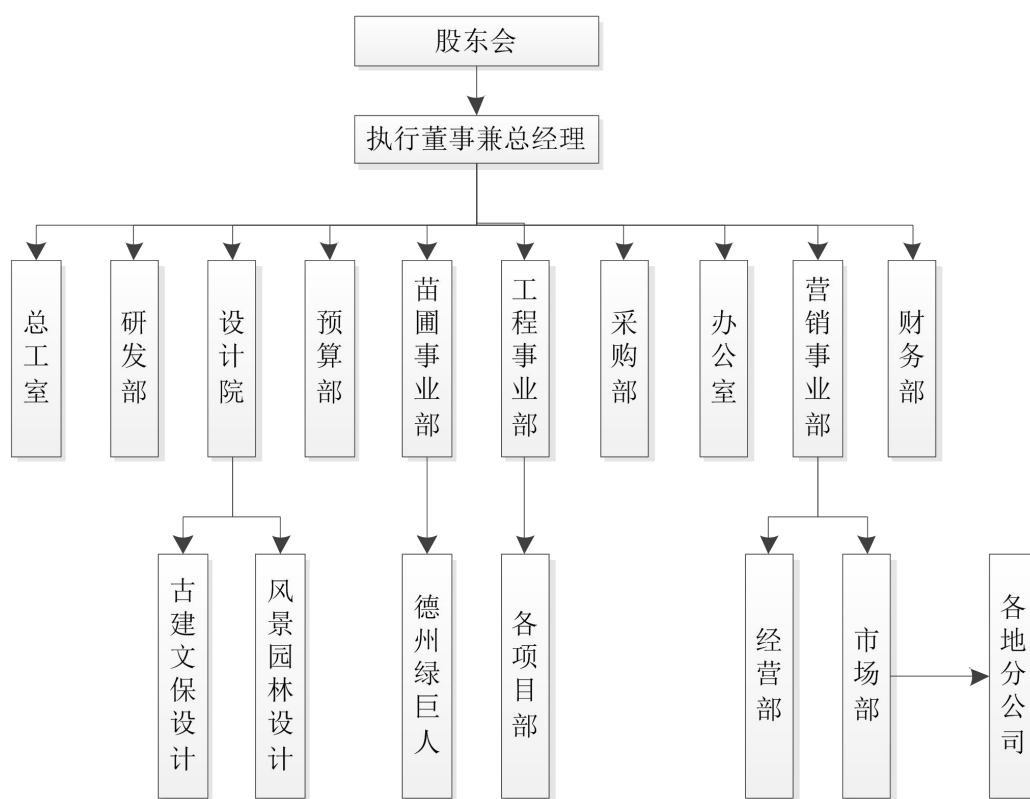 股东会
执行董事兼总经理
总工室
研发部
设计院
预算部
苗圃事业部
工程事业部
采购部
办公室
营销事业部
财务部
古建文保设计
风景园林设计
德州绿巨人
各项目部
经营部
市场部
各地分公司